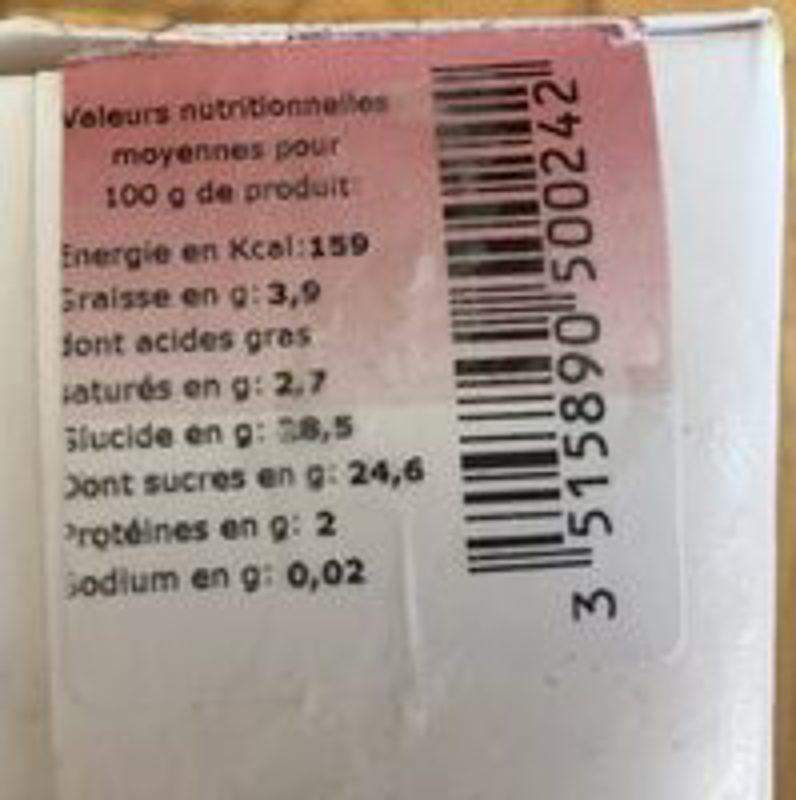 Valeurs nutritionnelles
moyennes pour
100 g de produit:
Energie en Kcal:159
Graisse en g: 3,9
dont acides gras
saturés en g: 2,7
Glucide en g:
Dont sucres en g: 24,6
Protéines en g: 2
Sodium en g: 0,02
3 515890 500242